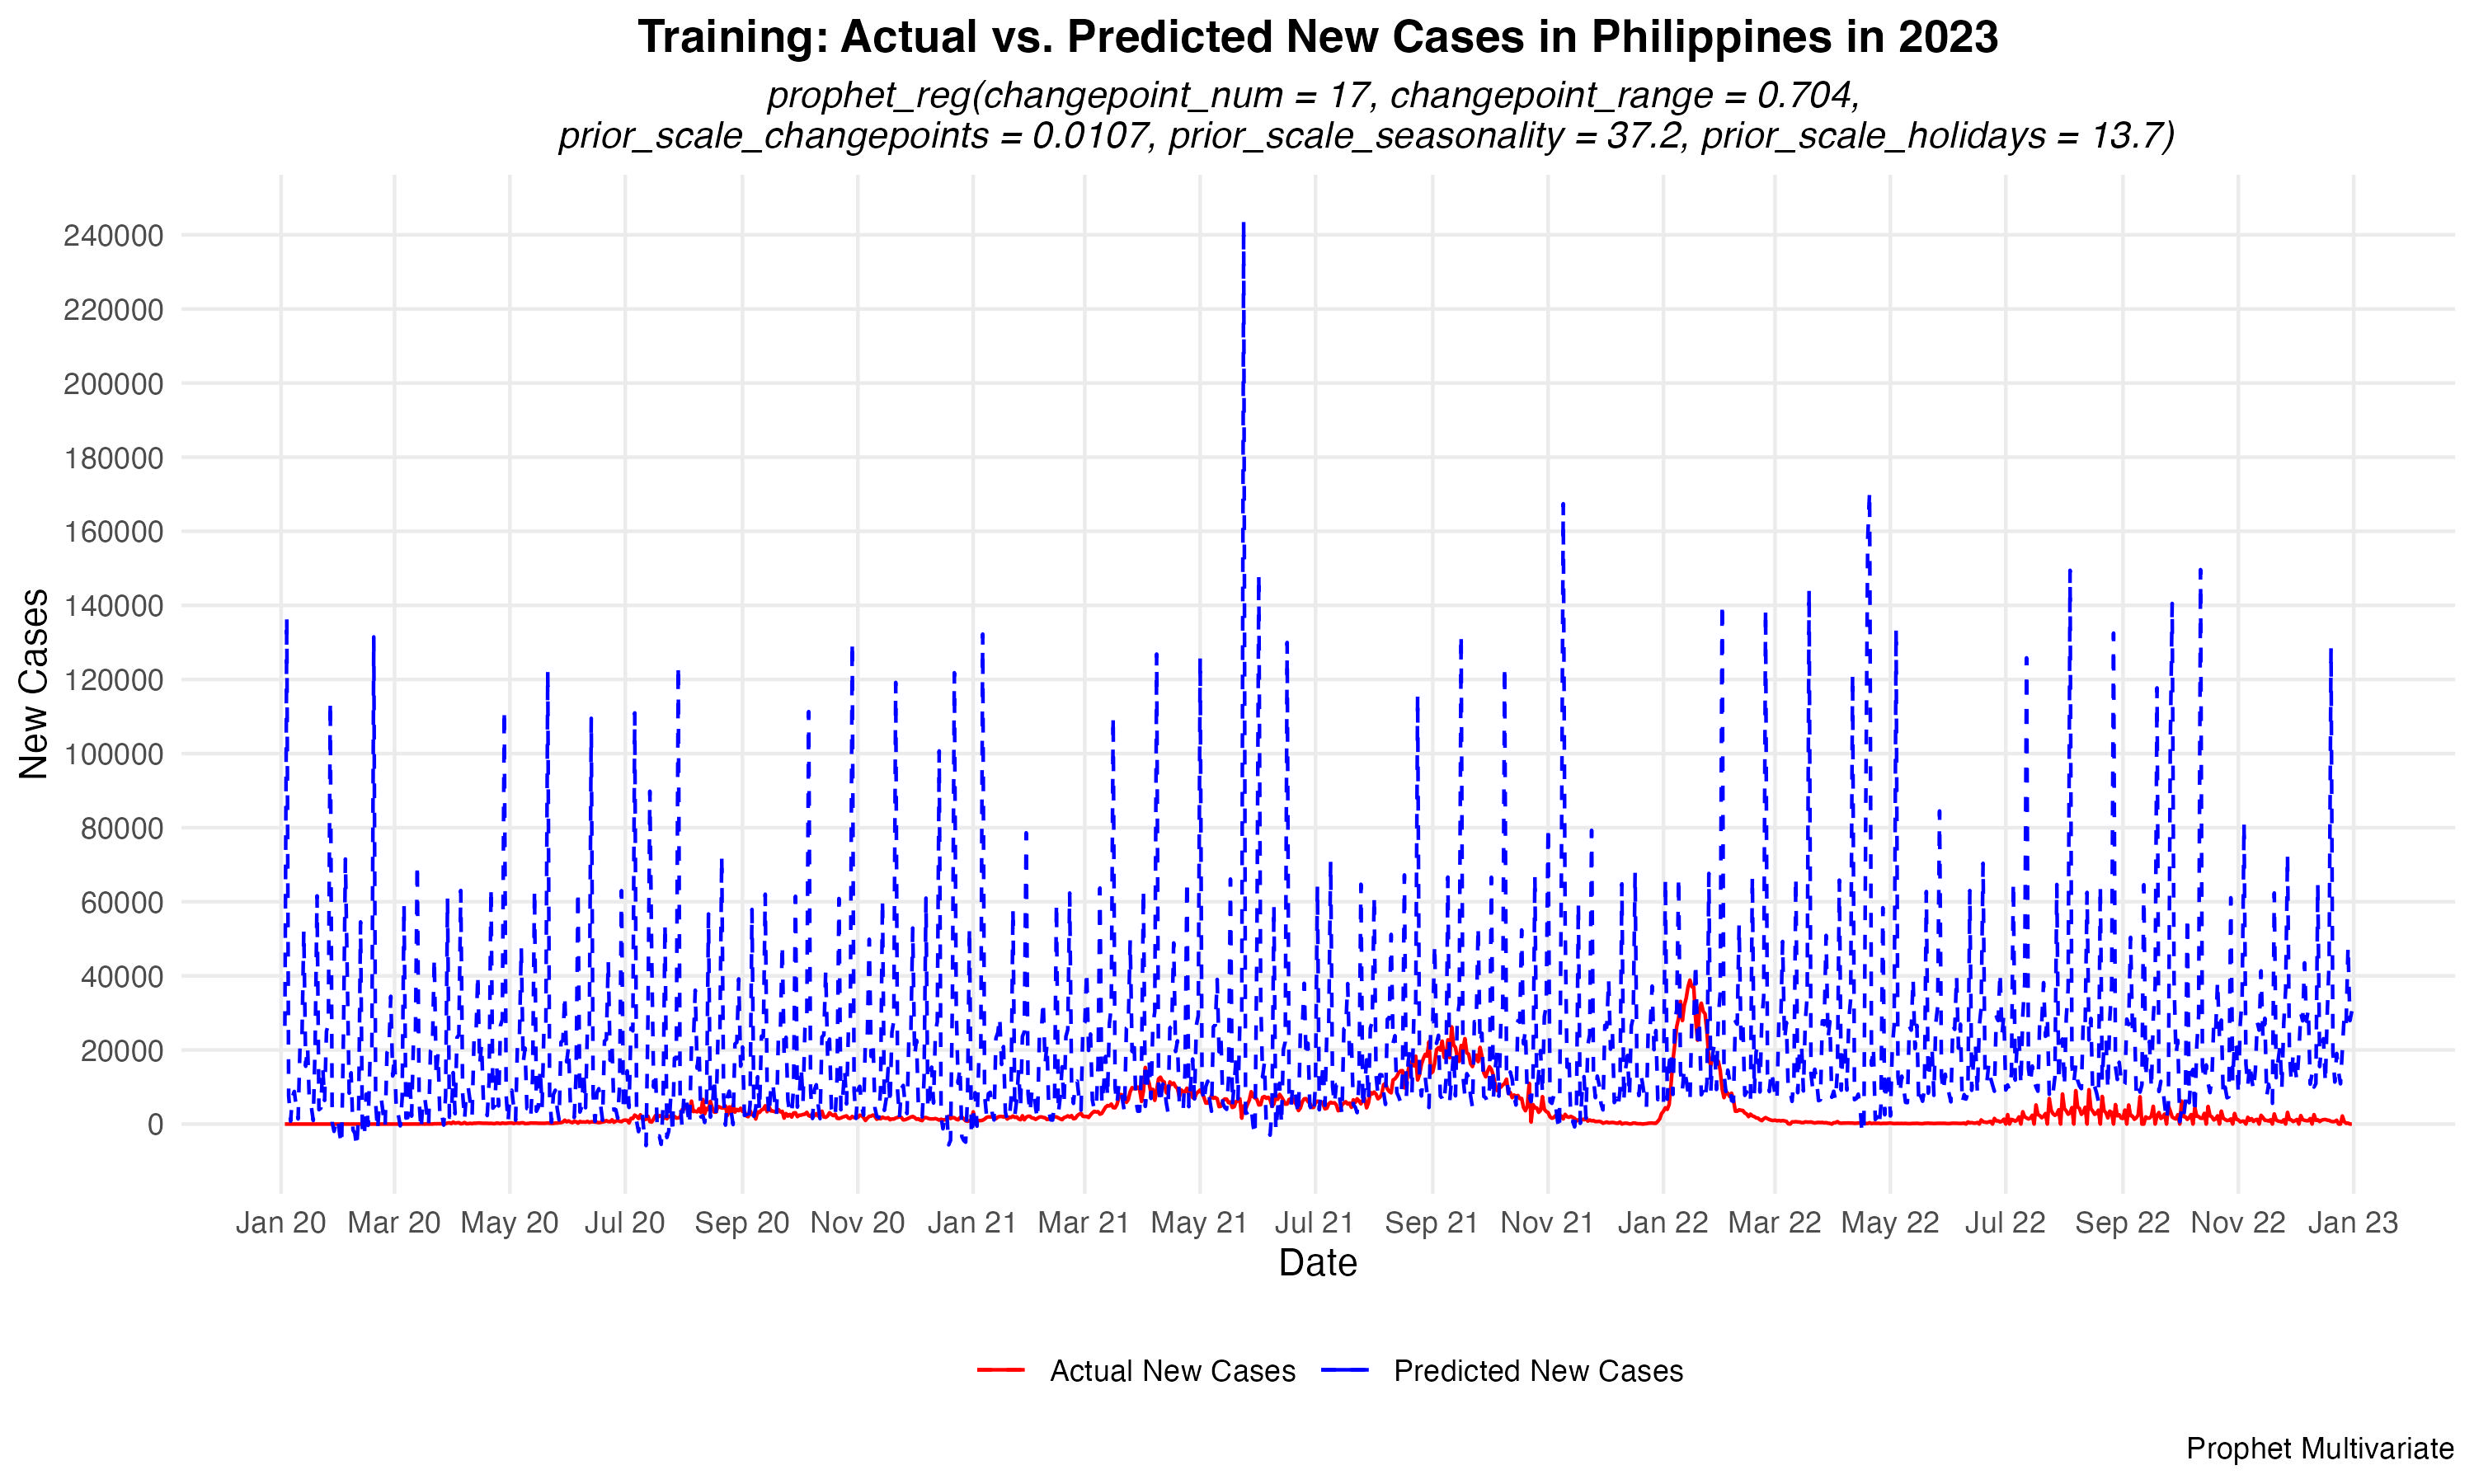 Training: Actual vs. Predicted New Cases in Philippines in 2023
prophet_reg(changepoint_num = 17, changepoint_range = 0.704,
prior_scale_changepoints = 0.0107, prior_scale_seasonality = 37.2, prior_scale_holidays = 13.7)
New Cases
240000
220000
200000
180000
160000
140000
120000
100000
80000
60000
40000
20000
0
Jan 20 Mar 20 May 20 Jul 20 Sep 20 Nov 20 Jan 21 Mar 21 May 21 Jul 21 Sep 21 Nov 21 Jan 22 Mar 22 May 22 Jul 22 Sep 22 Nov 22 Jan 23
Date
Actual New Cases Predicted New Cases
Prophet Multivariate